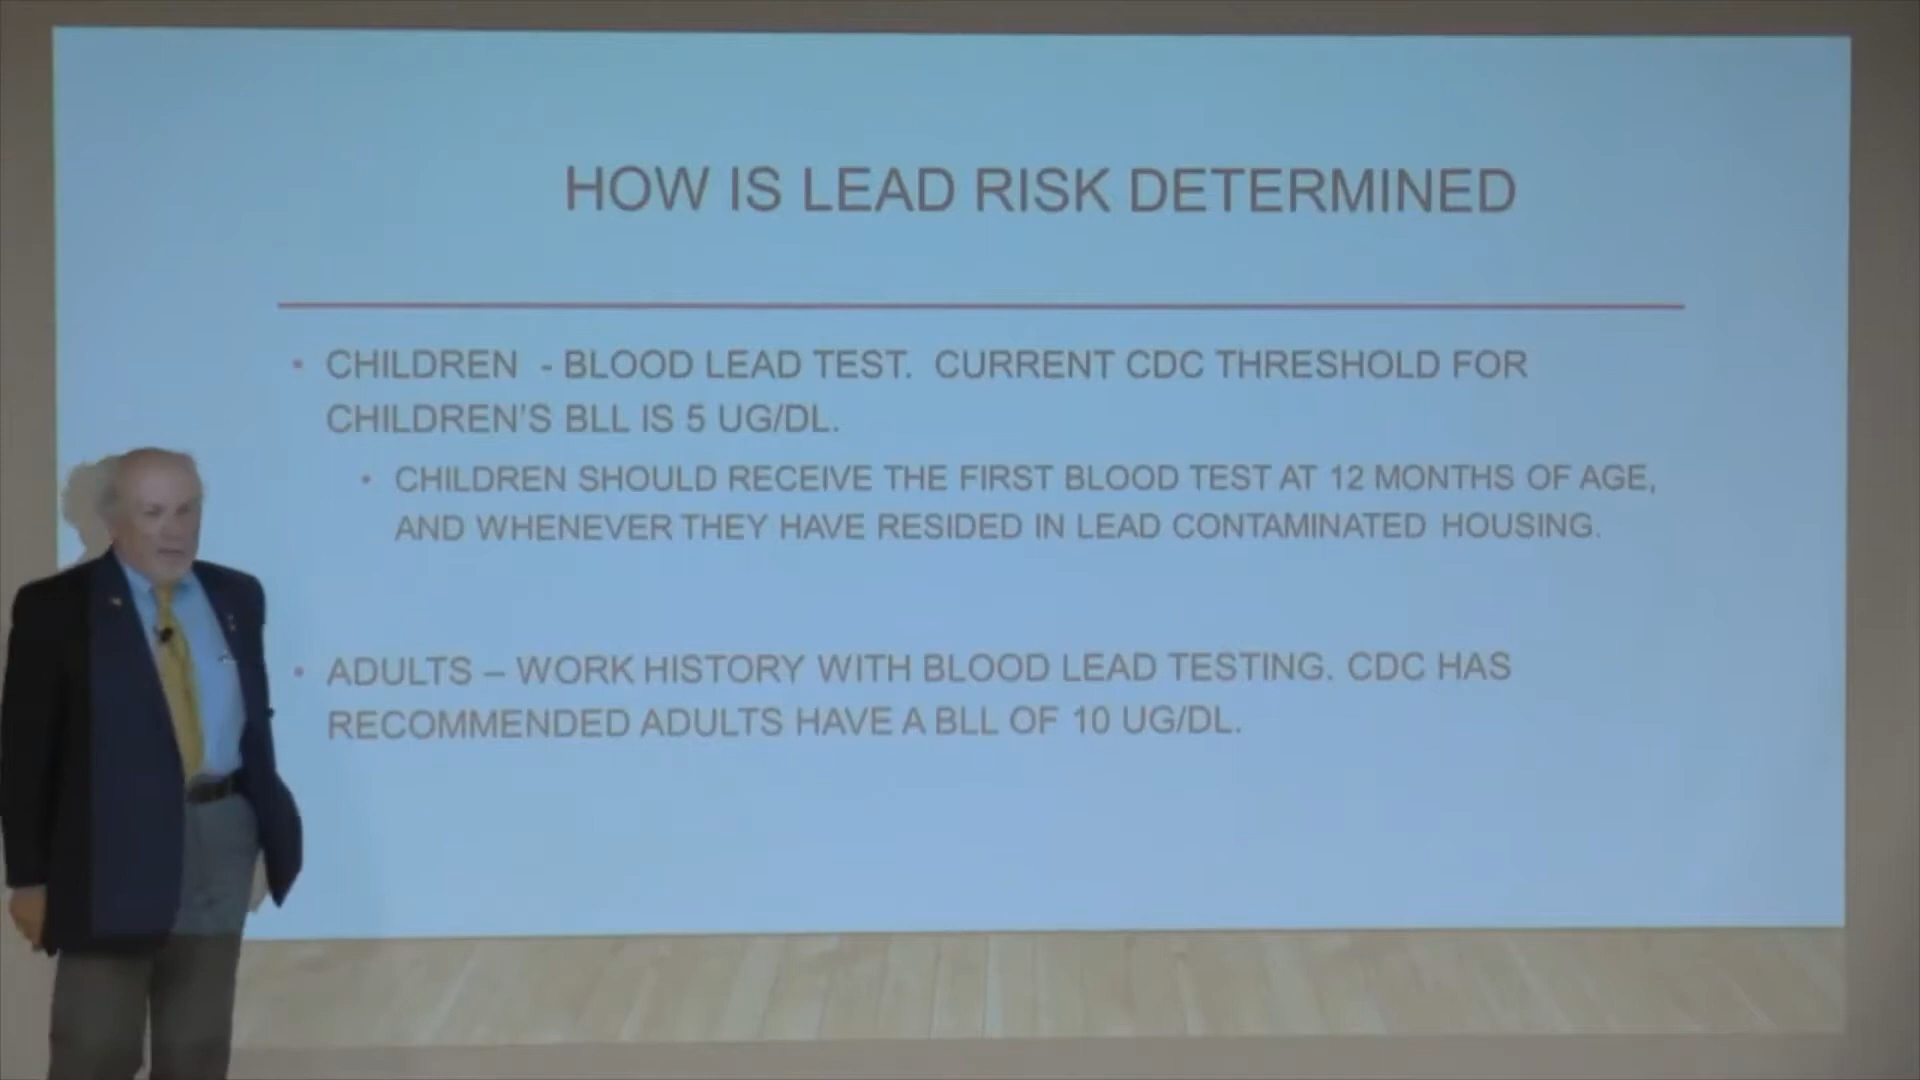 HOW IS LEAD RISK DETERMINED
• CHILDREN - BLOOD LEAD TEST. CURRENT CDC THRESHOLD FOR
CHILDREN'S BLL IS 5 UG/DL.
• CHILDREN SHOULD RECEIVE THE FIRST BLOOD TEST AT 12 MONTHS OF AGE,
AND WHENEVER THEY HAVE RESIDED IN LEAD CONTAMINATED HOUSING.
• ADULTS – WORK HISTORY WITH BLOOD LEAD TESTING. CDC HAS
RECOMMENDED ADULTS HAVE A BLL OF 10 UG/DL.